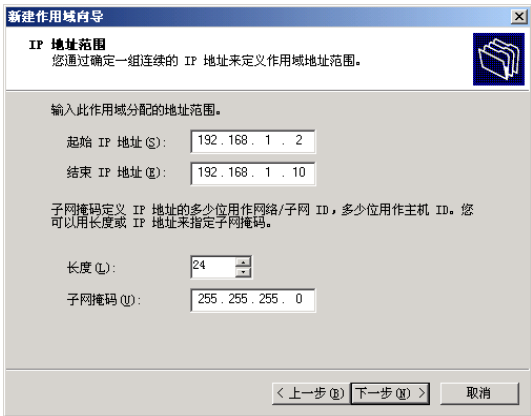 新建作用域向导
IP 地址范围
您通过确定一组连续的 IP 地址来定义作用域地址范围。
输入此作用域分配的地址范围。
起始 IP 地址(S): 192 . 168 . 1 . 2
结束 IP 地址(E): 192 . 168 . 1 . 10
子网掩码定义 IP 地址的多少位用作网络/子网 ID，多少位用作主机 ID。您
可以用长度或 IP 地址来指定子网掩码。
长度(L): 24
子网掩码(U): 255 . 255 . 255 . 0
< 上一步(B) 下一步(N) > 取消